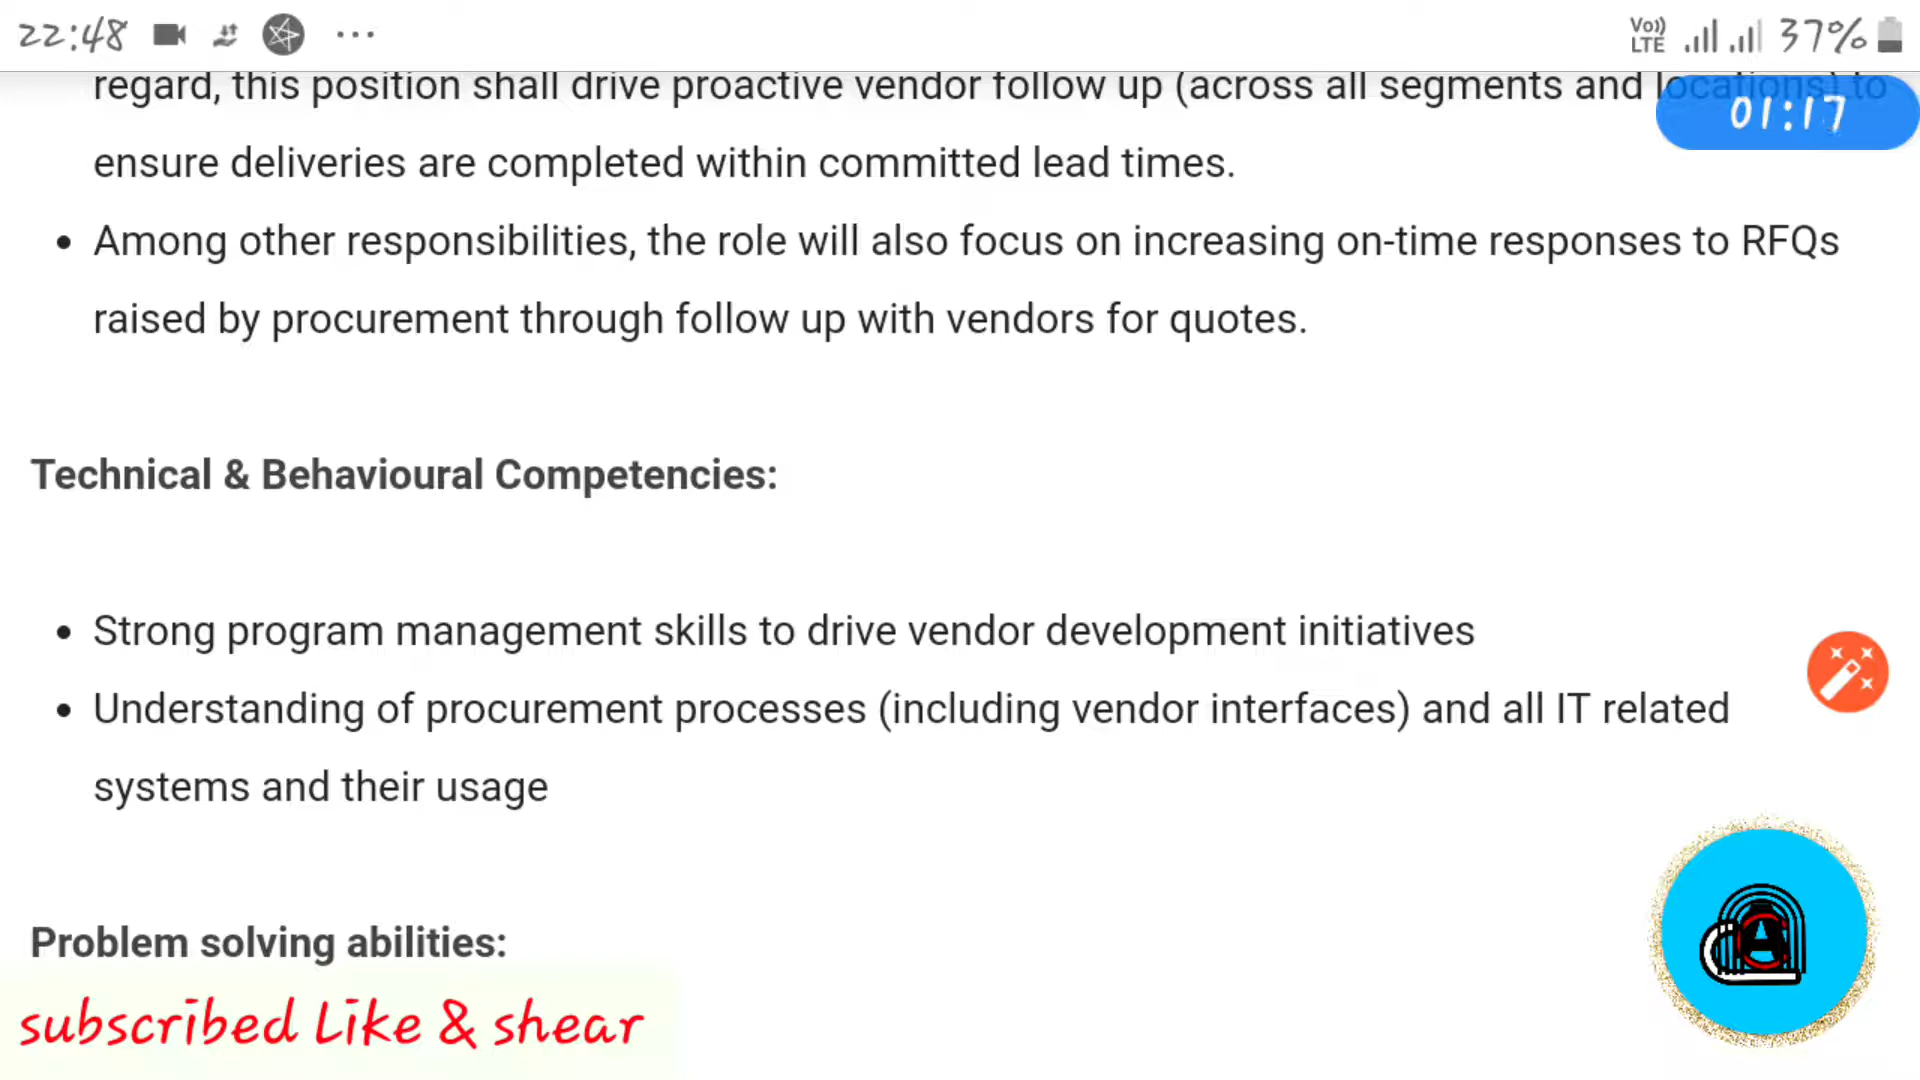 22:48
Vo)) LTE 37%
regard, this position shall drive proactive vendor follow up (across all segments and locations) to
01:17
ensure deliveries are completed within committed lead times.
• Among other responsibilities, the role will also focus on increasing on-time responses to RFQs
raised by procurement through follow up with vendors for quotes.
Technical & Behavioural Competencies:
• Strong program management skills to drive vendor development initiatives
• Understanding of procurement processes (including vendor interfaces) and all IT related
systems and their usage
A
Problem solving abilities:
subscribed Like & shear